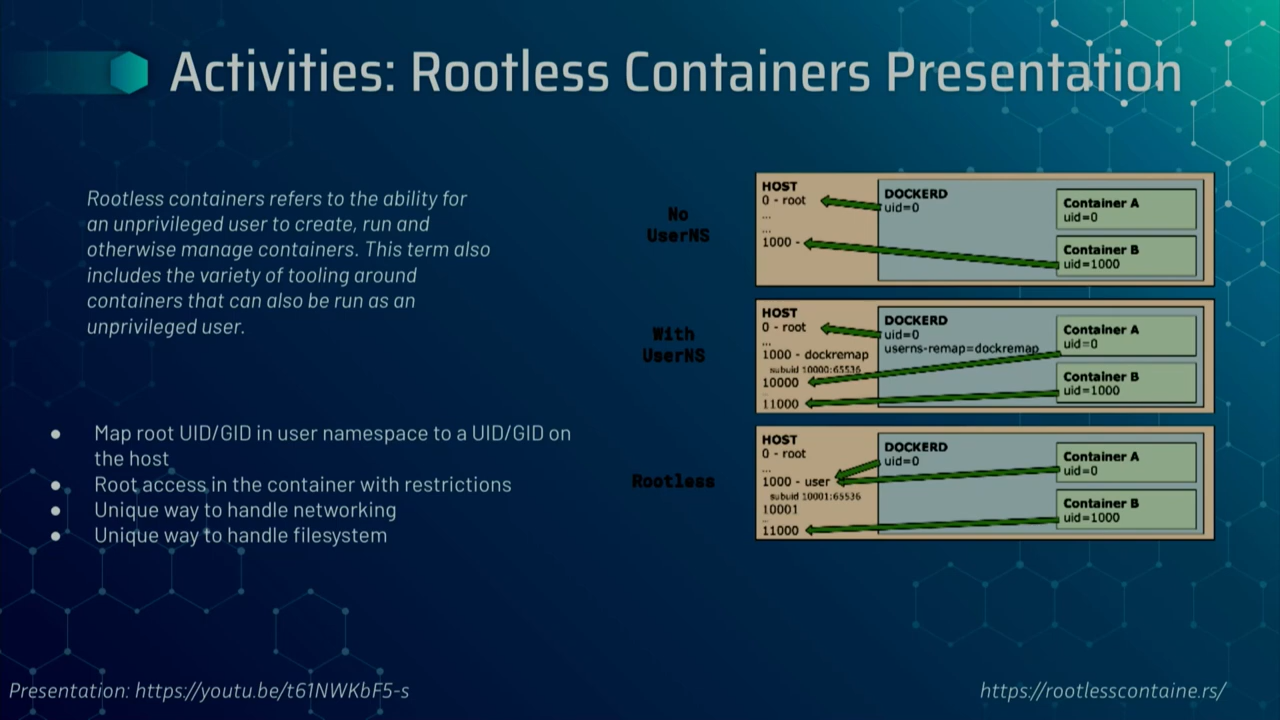 Activities: Rootless Containers Presentation
Rootless containers refers to the ability for
an unprivileged user to create, run and
otherwise manage containers. This term also
includes the variety of tooling around
containers that can also be run as an
unprivileged user.
Map root UID/GID in user namespace to a UID/GID on
the host
Root access in the container with restrictions
Unique way to handle networking
Unique way to handle filesystem
No
UserNS
HOST
0 - root
...
...
1000 -
DOCKERD
uid=0
Container A
uid=0
Container B
uid=1000
With
UserNS
HOST
0 - root
...
1000 - dockremap
subuid 10000:65536
10000
..
11000
DOCKERD
uid=0
userns-remap=dockremap
Container A
uid=0
Container B
uid=1000
Rootless
HOST
0 - root
...
1000 - user
subuid 10001:65536
10001
..
11000
DOCKERD
uid=0
Container A
uid=0
Container B
uid=1000
Presentation: https://youtu.be/t61NWKbF5-s
https://rootlesscontaine.rs/